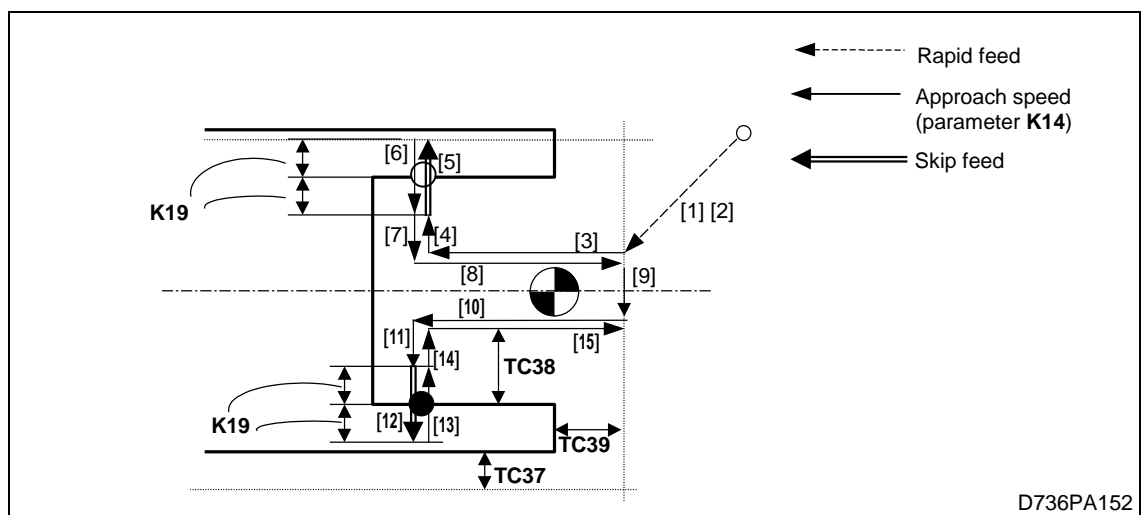 Rapid feed
Approach speed
(parameter K14)
Skip feed
[6]
[5]
K19
[1] [2]
[7]
[4]
[3]
[8]
[9]
[10]
[11]
[15]
[14]
TC38
K19
[12]
[13]
TC39
TC37
D736PA152